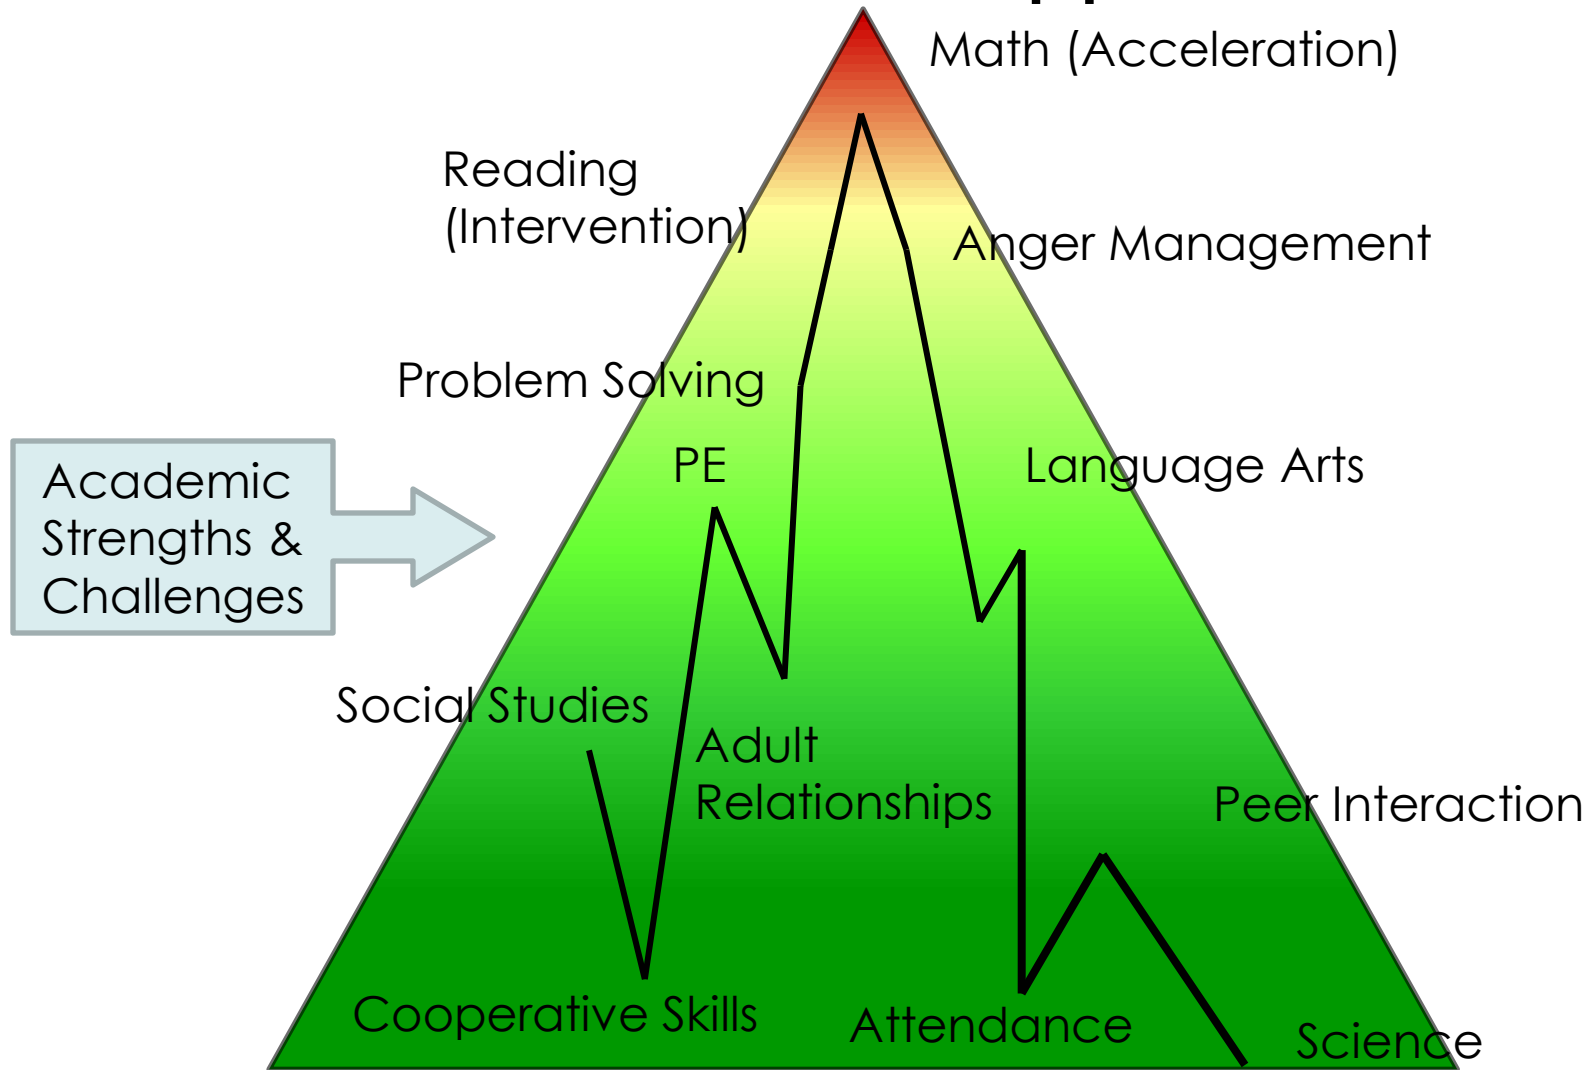 Math (Acceleration)
Reading
(Intervention)
Anger Management
Problem Solving
PE
Language Arts
Academic
Strengths &
Challenges
Social Studies
Adult
Relationships
Peer Interaction
Cooperative Skills
Attendance
Science